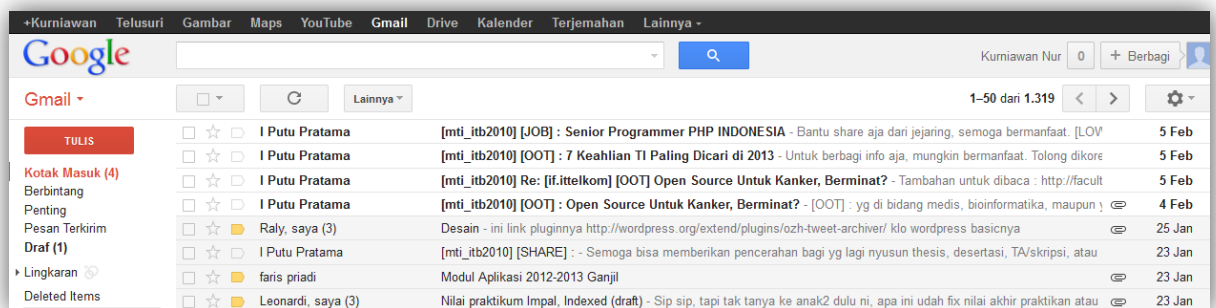 +Kurniawan Telusuri Gambar Maps YouTube Gmail Drive Kalender Terjemahan Lainnya
Google
Kurniawan Nur 0 + Berbagi
Gmail Lainnya 1–50 dari 1.319
TULIS
Kotak Masuk (4)
Berbintang
Penting
Pesan Terkirim
Draf (1)
Lingkaran
Deleted Items
I Putu Pratama [mti_itb2010] [JOB] : Senior Programmer PHP INDONESIA - Bantu share aja dari jejaring, semoga bermanfaat. [LOW 5 Feb
I Putu Pratama [mti_itb2010] [OOT] : 7 Keahlian TI Paling Dicari di 2013 - Untuk berbagi info aja, mungkin bermanfaat. Tolong dikore 5 Feb
I Putu Pratama [mti_itb2010] Re: [if.ittelkom] [OOT] Open Source Untuk Kanker, Berminat? - Tambahan untuk dibaca : http://facult 5 Feb
I Putu Pratama [mti_itb2010] [OOT] : Open Source Untuk Kanker, Berminat? - [OOT] : yg di bidang medis, bioinformatika, maupun 4 Feb
Raly, saya (3) Desain - ini link pluginnya http://wordpress.org/extend/plugins/ozh-tweet-archiver/ klo wordpress basicnya 25 Jan
I Putu Pratama [mti_itb2010] [SHARE] : - Semoga bisa memberikan pencerahan bagi yg lagi nyusun thesis, desertasi, TA/skripsi, atau 23 Jan
faris priadi Modul Aplikasi 2012-2013 Ganjil 23 Jan
Leonardi, saya (3) Nilai praktikum Impal, Indexed (draft) - Sip sip, tapi tak tanya ke anak2 dulu ni, apa ini udah fix nilai akhir praktikan atau 23 Jan